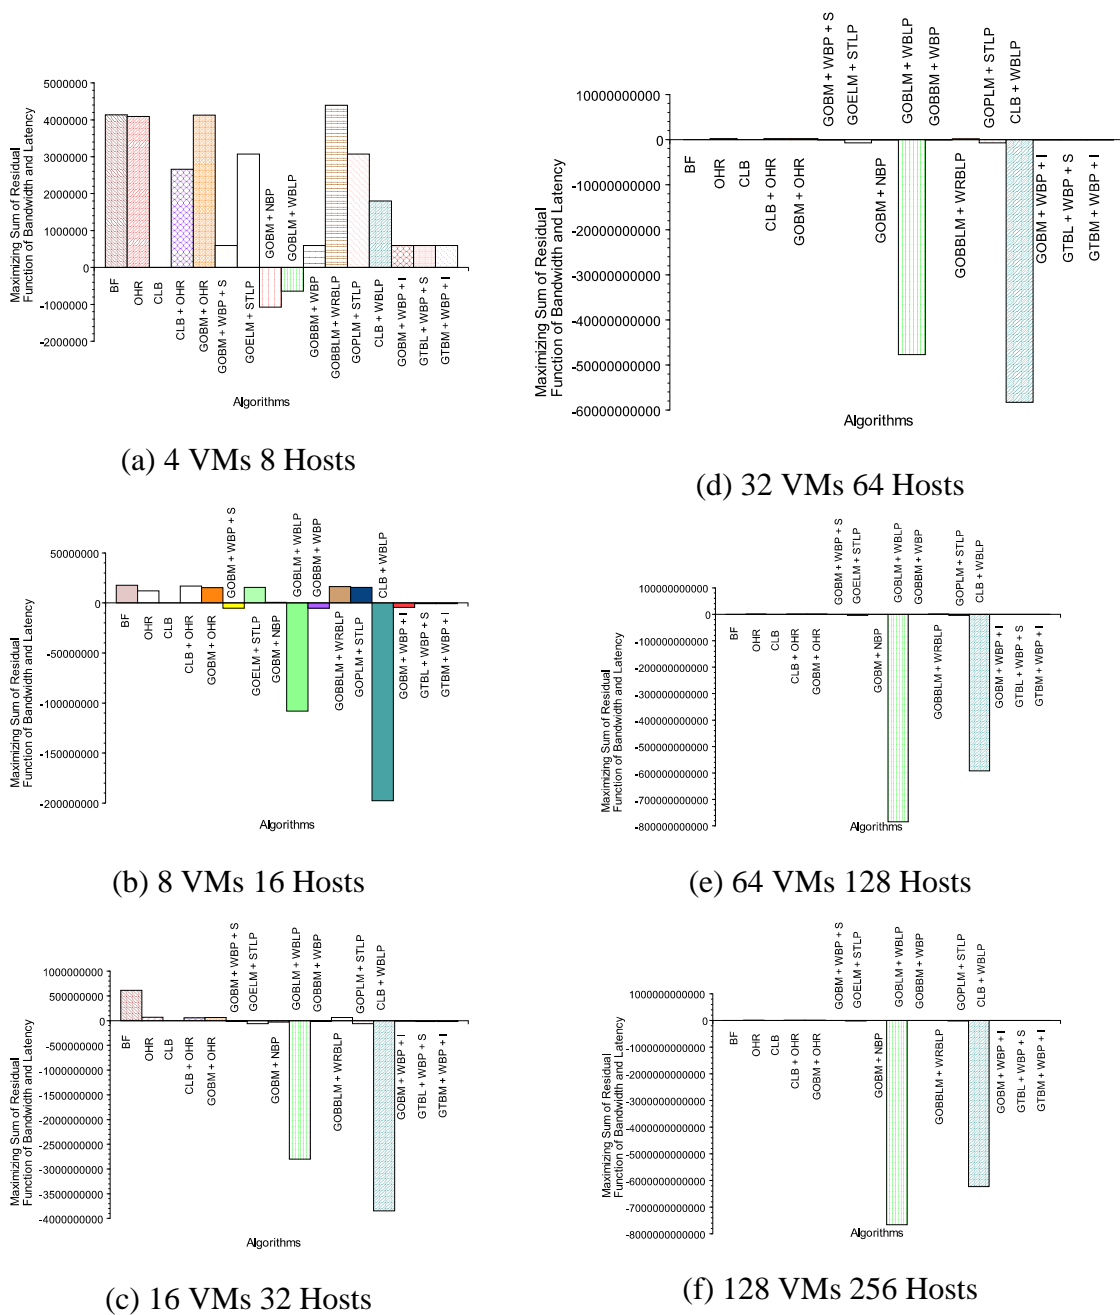 Maximizing Sum of Residual
Function of Bandwidth and Latency
5000000
4000000
3000000
2000000
1000000
0
-1000000
-2000000
BF
OHR
CLB
CLB + OHR
GOBM + OHR
GOBM + WBP + S
GOELM + STLP
GOBM + NBP
GOBLM + WBLP
GOBBM + WBP
GOBBLM + WRBLP
GOPLM + STLP
CLB + WBLP
GOBM + WBP + I
GTBL + WBP + S
GTBM + WBP + I
Algorithms
(a) 4 VMs 8 Hosts
Maximizing Sum of Residual
Function of Bandwidth and Latency
50000000
0
-50000000
-100000000
-150000000
-200000000
BF
OHR
CLB
CLB + OHR
GOBM + OHR
GOBM + WBP + S
GOELM + STLP
GOBM + NBP
GOBLM + WBLP
GOBBM + WBP
GOBBLM + WRBLP
GOPLM + STLP
CLB + WBLP
GOBM + WBP + I
GTBL + WBP + S
GTBM + WBP + I
Algorithms
(b) 8 VMs 16 Hosts
Maximizing Sum of Residual
Function of Bandwidth and Latency
1000000000
500000000
0
-500000000
-1000000000
-1500000000
-2000000000
-2500000000
-3000000000
-3500000000
-4000000000
BF
OHR
CLB
CLB + OHR
GOBM + OHR
GOBM + WBP + S
GOELM + STLP
GOBM + NBP
GOBLM + WBLP
GOBBM + WBP
GOBBLM + WRBLP
GOPLM + STLP
CLB + WBLP
GOBM + WBP + I
GTBL + WBP + S
GTBM + WBP + I
Algorithms
(c) 16 VMs 32 Hosts
Maximizing Sum of Residual
Function of Bandwidth and Latency
10000000000
0
-10000000000
-20000000000
-30000000000
-40000000000
-50000000000
-60000000000
BF
OHR
CLB
CLB + OHR
GOBM + OHR
GOBM + WBP + S
GOELM + STLP
GOBM + NBP
GOBLM + WBLP
GOBBM + WBP
GOBBLM + WRBLP
GOPLM + STLP
CLB + WBLP
GOBM + WBP + I
GTBL + WBP + S
GTBM + WBP + I
Algorithms
(d) 32 VMs 64 Hosts
Maximizing Sum of Residual
Function of Bandwidth and Latency
100000000000
0
-100000000000
-200000000000
-300000000000
-400000000000
-500000000000
-600000000000
-700000000000
-800000000000
BF
OHR
CLB
CLB + OHR
GOBM + OHR
GOBM + WBP + S
GOELM + STLP
GOBM + NBP
GOBLM + WBLP
GOBBM + WBP
GOBBLM + WRBLP
GOPLM + STLP
CLB + WBLP
GOBM + WBP + I
GTBL + WBP + S
GTBM + WBP + I
Algorithms
(e) 64 VMs 128 Hosts
Maximizing Sum of Residual
Function of Bandwidth and Latency
1000000000000
0
-1000000000000
-2000000000000
-3000000000000
-4000000000000
-5000000000000
-6000000000000
-7000000000000
-8000000000000
BF
OHR
CLB
CLB + OHR
GOBM + OHR
GOBM + WBP + S
GOELM + STLP
GOBM + NBP
GOBLM + WBLP
GOBBM + WBP
GOBBLM + WRBLP
GOPLM + STLP
CLB + WBLP
GOBM + WBP + I
GTBL + WBP + S
GTBM + WBP + I
Algorithms
(f) 128 VMs 256 Hosts